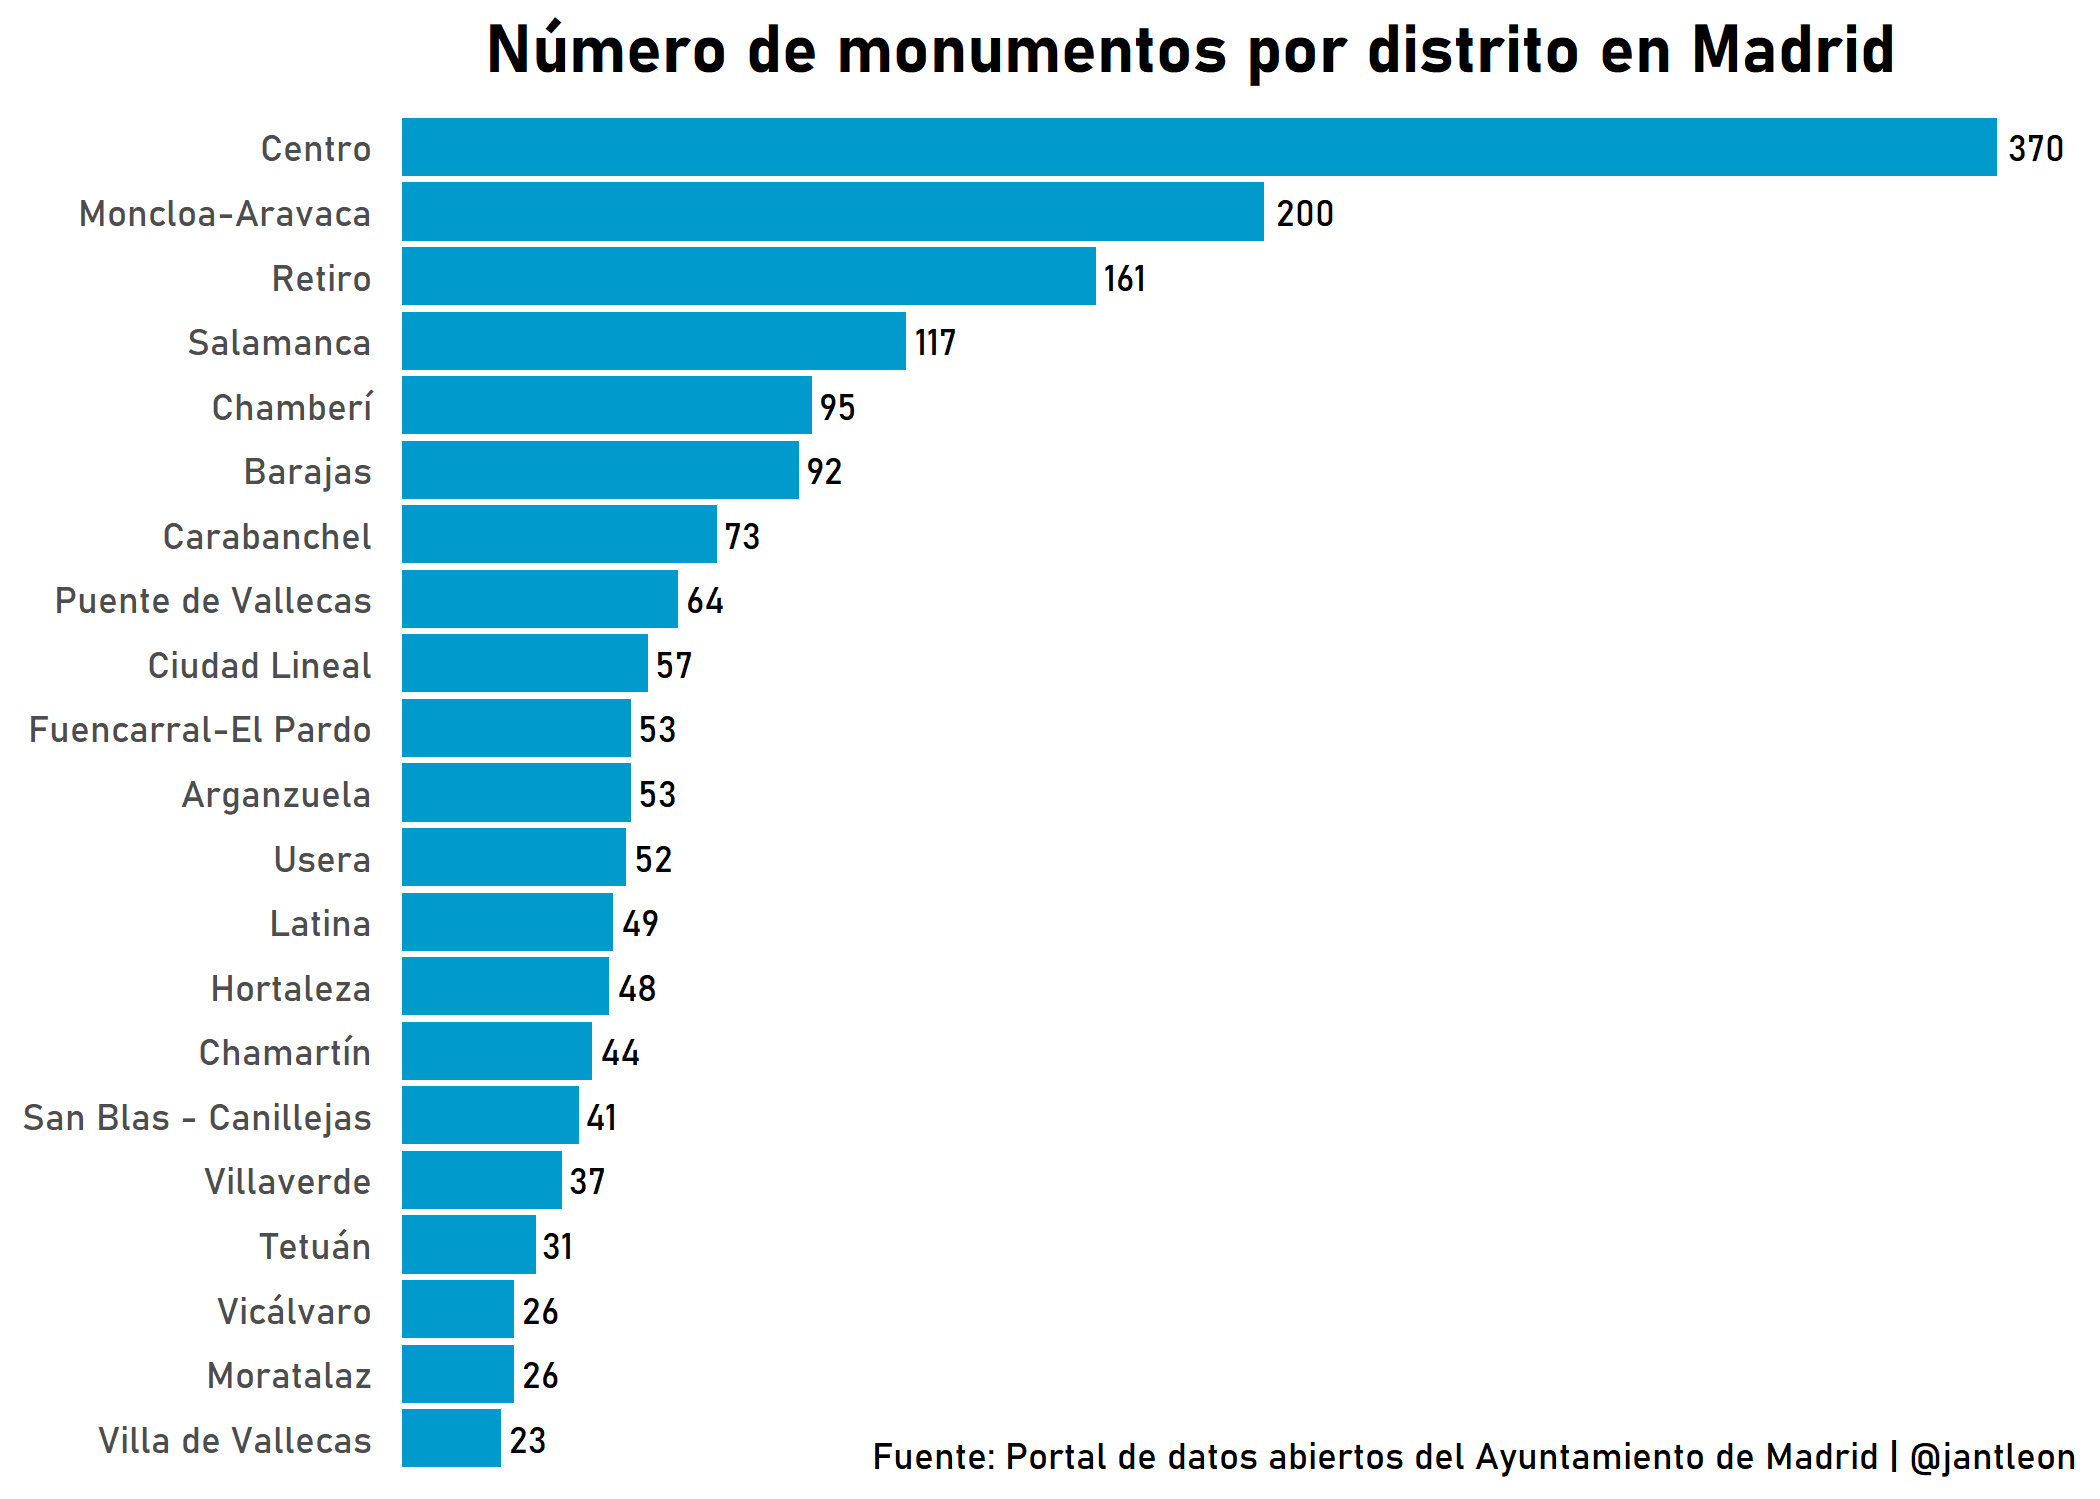 Número de monumentos por distrito en Madrid
Centro 370
Moncloa-Aravaca 200
Retiro 161
Salamanca 117
Chamberí 95
Barajas 92
Carabanchel 73
Puente de Vallecas 64
Ciudad Lineal 57
Fuencarral-El Pardo 53
Arganzuela 53
Usera 52
Latina 49
Hortaleza 48
Chamartín 44
San Blas - Canillejas 41
Villaverde 37
Tetuán 31
Vicálvaro 26
Moratalaz 26
Villa de Vallecas 23
Fuente: Portal de datos abiertos del Ayuntamiento de Madrid | @jantleon